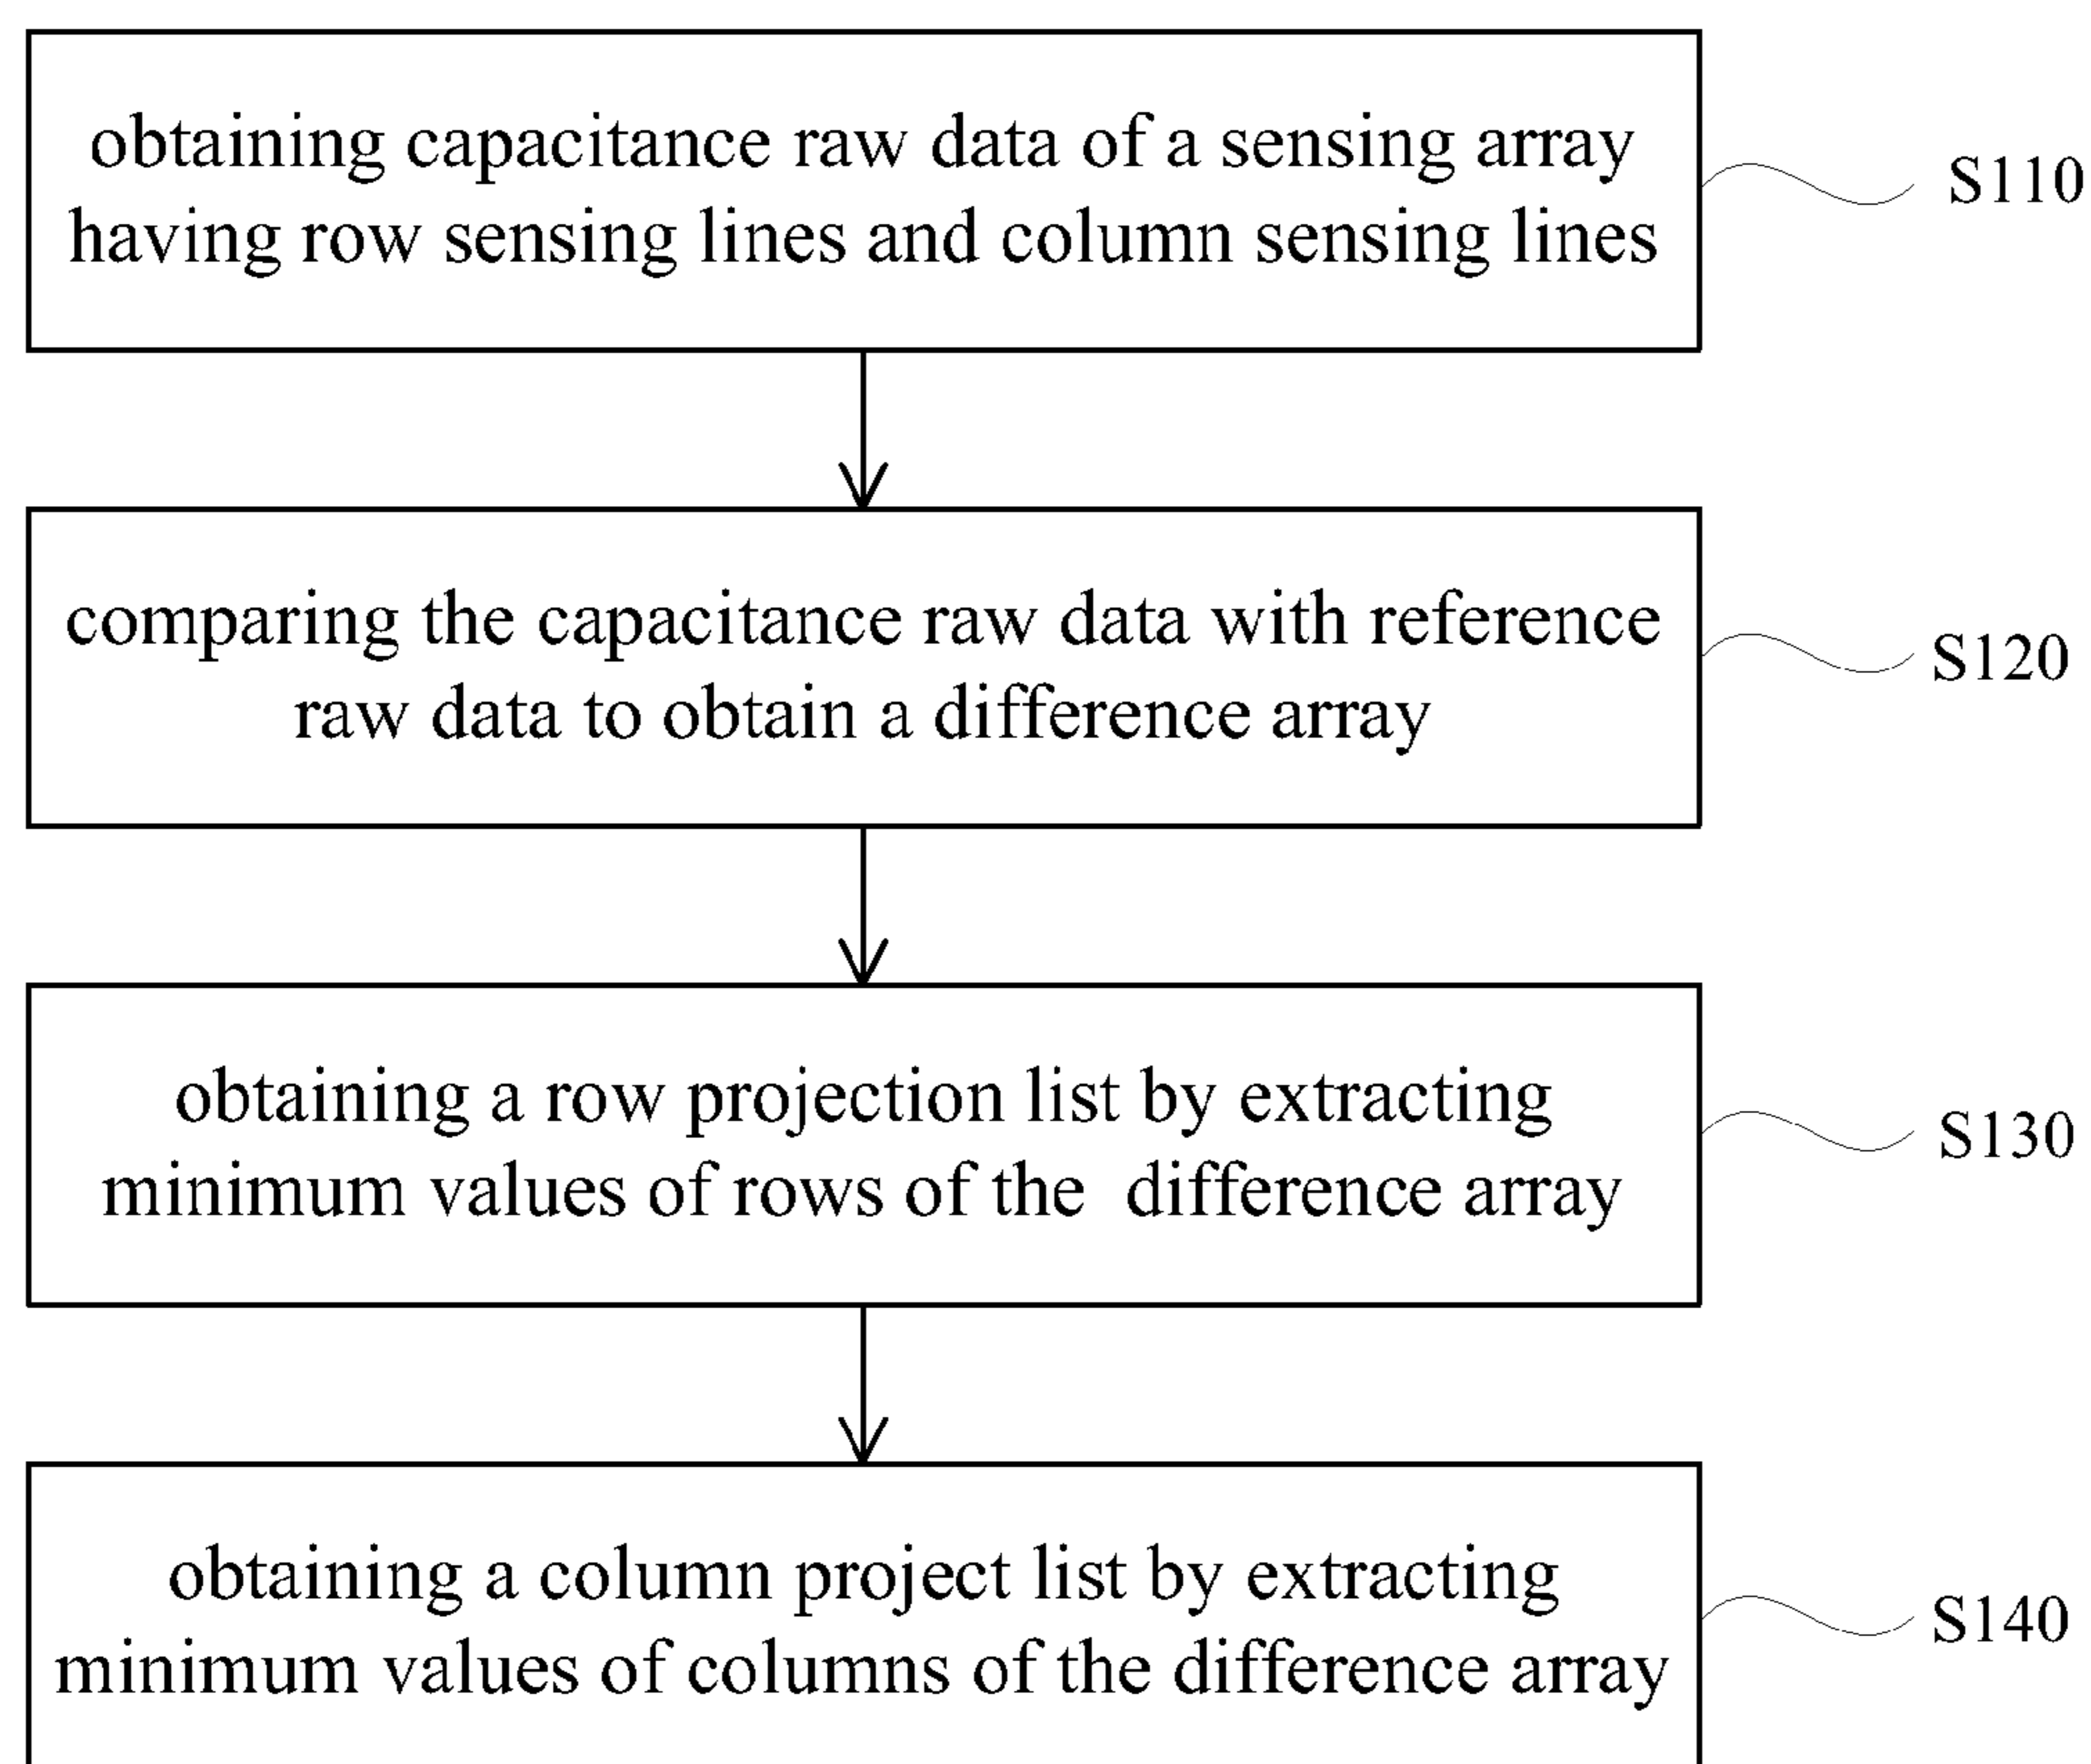 obtaining capacitance raw data of a sensing array
having row sensing lines and column sensing lines
S110
comparing the capacitance raw data with reference
raw data to obtain a difference array
S120
obtaining a row projection list by extracting
minimum values of rows of the difference array
S130
obtaining a column project list by extracting
minimum values of columns of the difference array
S140